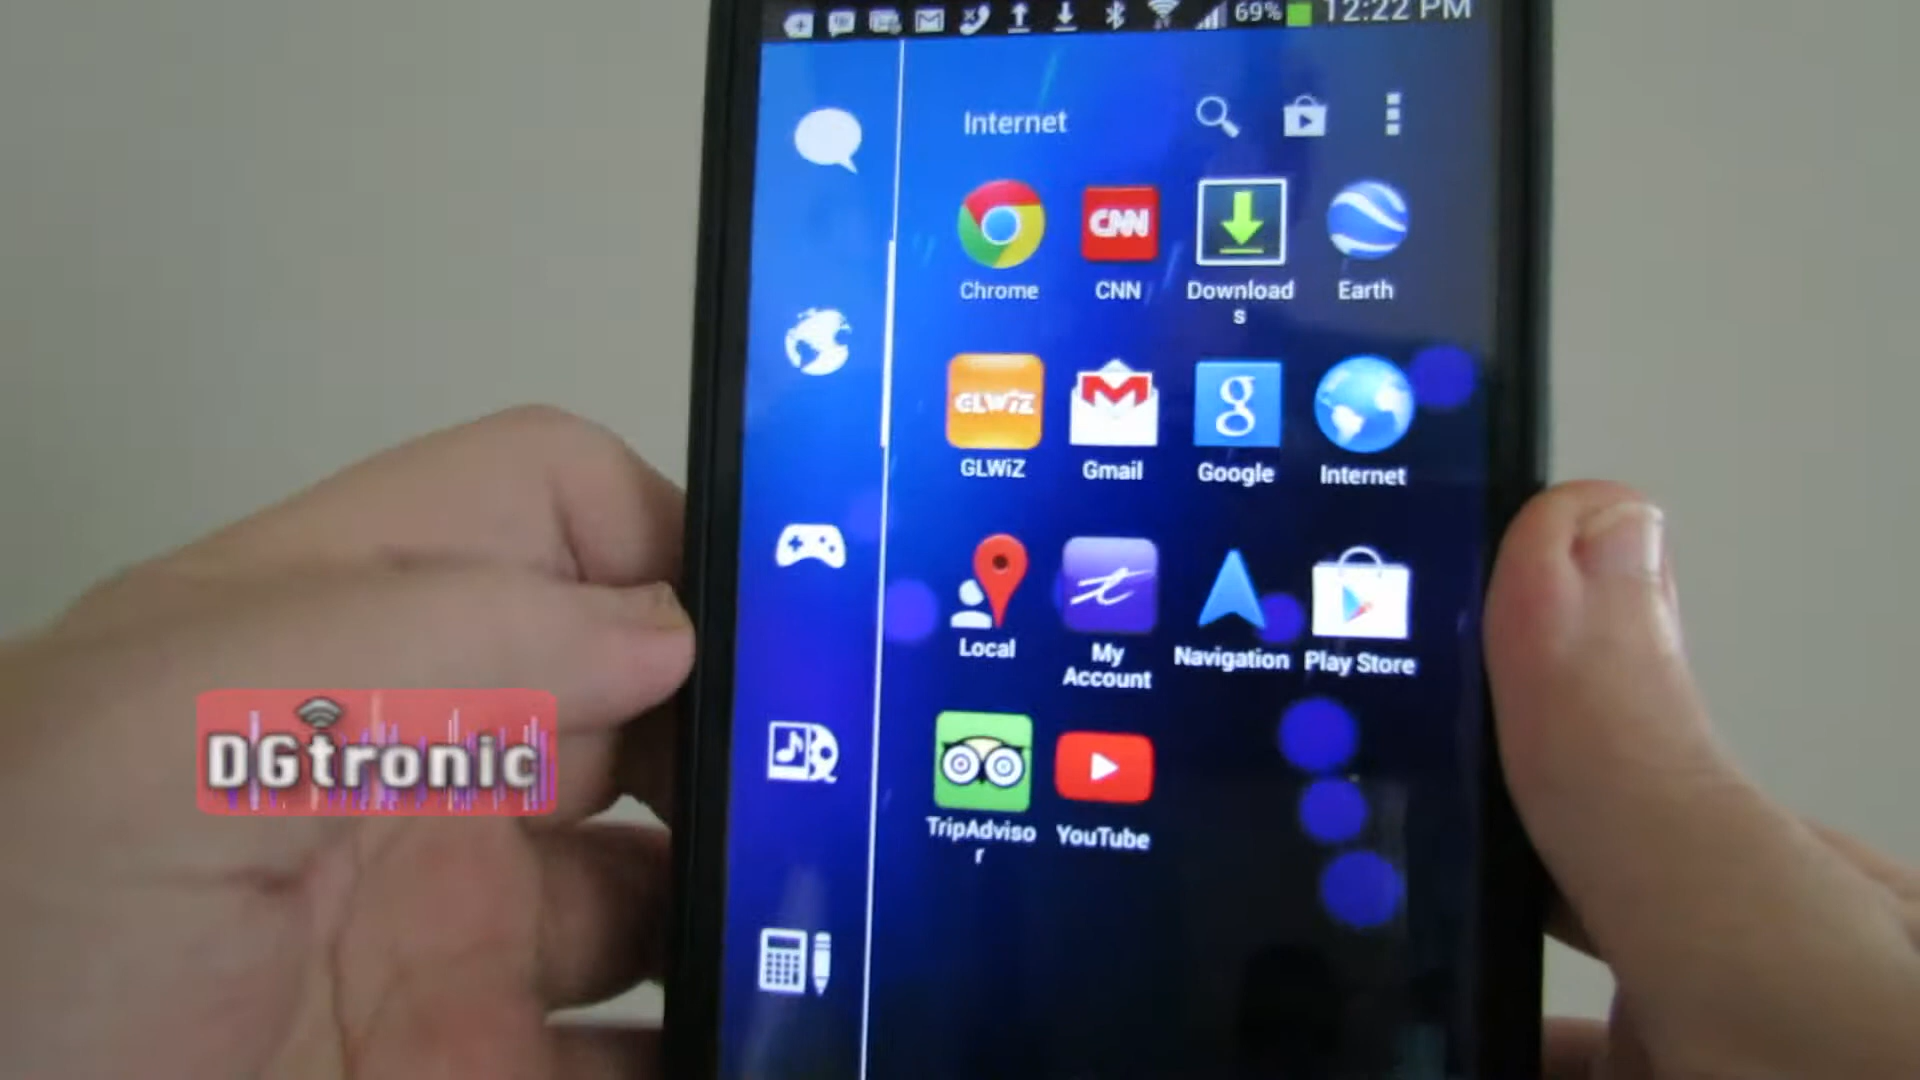 69% 12:22 PM
Internet
CNN
Chrome CNN Download
s
Earth
GLWiZ
g
GLWiZ Gmail Google Internet
t
Local My
Account
Navigation Play Store
TripAdviso
r
YouTube
DGtronic